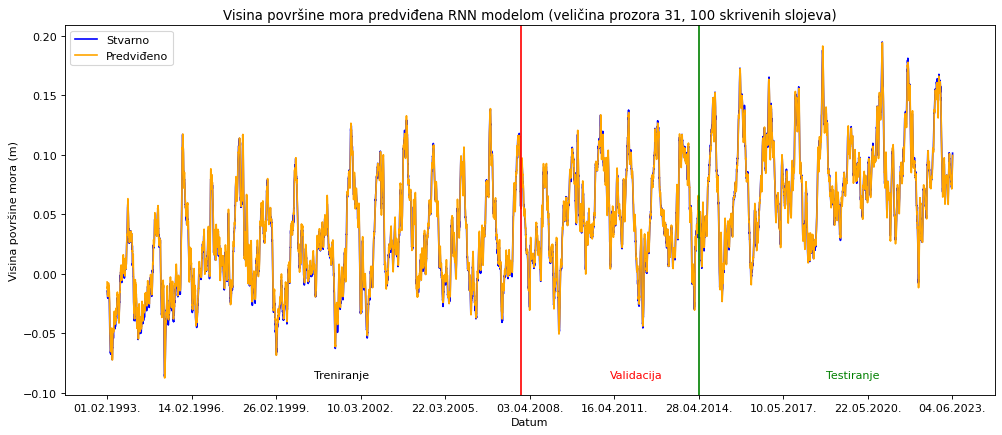 Visina površine mora predviđena RNN modelom (veličina prozora 31, 100 skrivenih slojeva)
Stvarno
Predviđeno
0.20
0.15
0.10
0.05
0.00
−0.05
−0.10
Visina površine mora (m)
Treniranje
Validacija
Testiranje
01.02.1993. 14.02.1996. 26.02.1999. 10.03.2002. 22.03.2005. 03.04.2008. 16.04.2011. 28.04.2014. 10.05.2017. 22.05.2020. 04.06.2023.
Datum